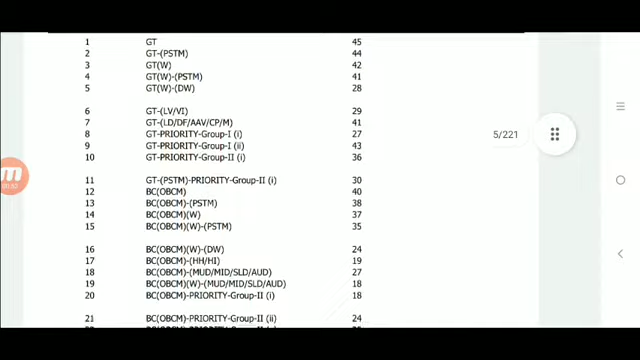 1 GT 45
2 GT-(PSTM) 44
3 GT(W) 42
4 GT(W)-(PSTM) 41
5 GT(W)-(DW) 28
6 GT-(LV/VI) 29
7 GT-(LD/DF/AAV/CP/M) 41
8 GT-PRIORITY-Group-I (i) 27
9 GT-PRIORITY-Group-I (ii) 43
10 GT-PRIORITY-Group-II (i) 36
11 GT-(PSTM)-PRIORITY-Group-II (i) 30
12 BC(OBCM) 40
13 BC(OBCM)-(PSTM) 38
14 BC(OBCM)(W) 37
15 BC(OBCM)(W)-(PSTM) 35
16 BC(OBCM)(W)-(DW) 24
17 BC(OBCM)-(HH/HI) 19
18 BC(OBCM)-(MUD/MID/SLD/AUD) 27
19 BC(OBCM)(W)-(MUD/MID/SLD/AUD) 18
20 BC(OBCM)-PRIORITY-Group-II (i) 18
21 BC(OBCM)-PRIORITY-Group-II (ii) 24
5/221